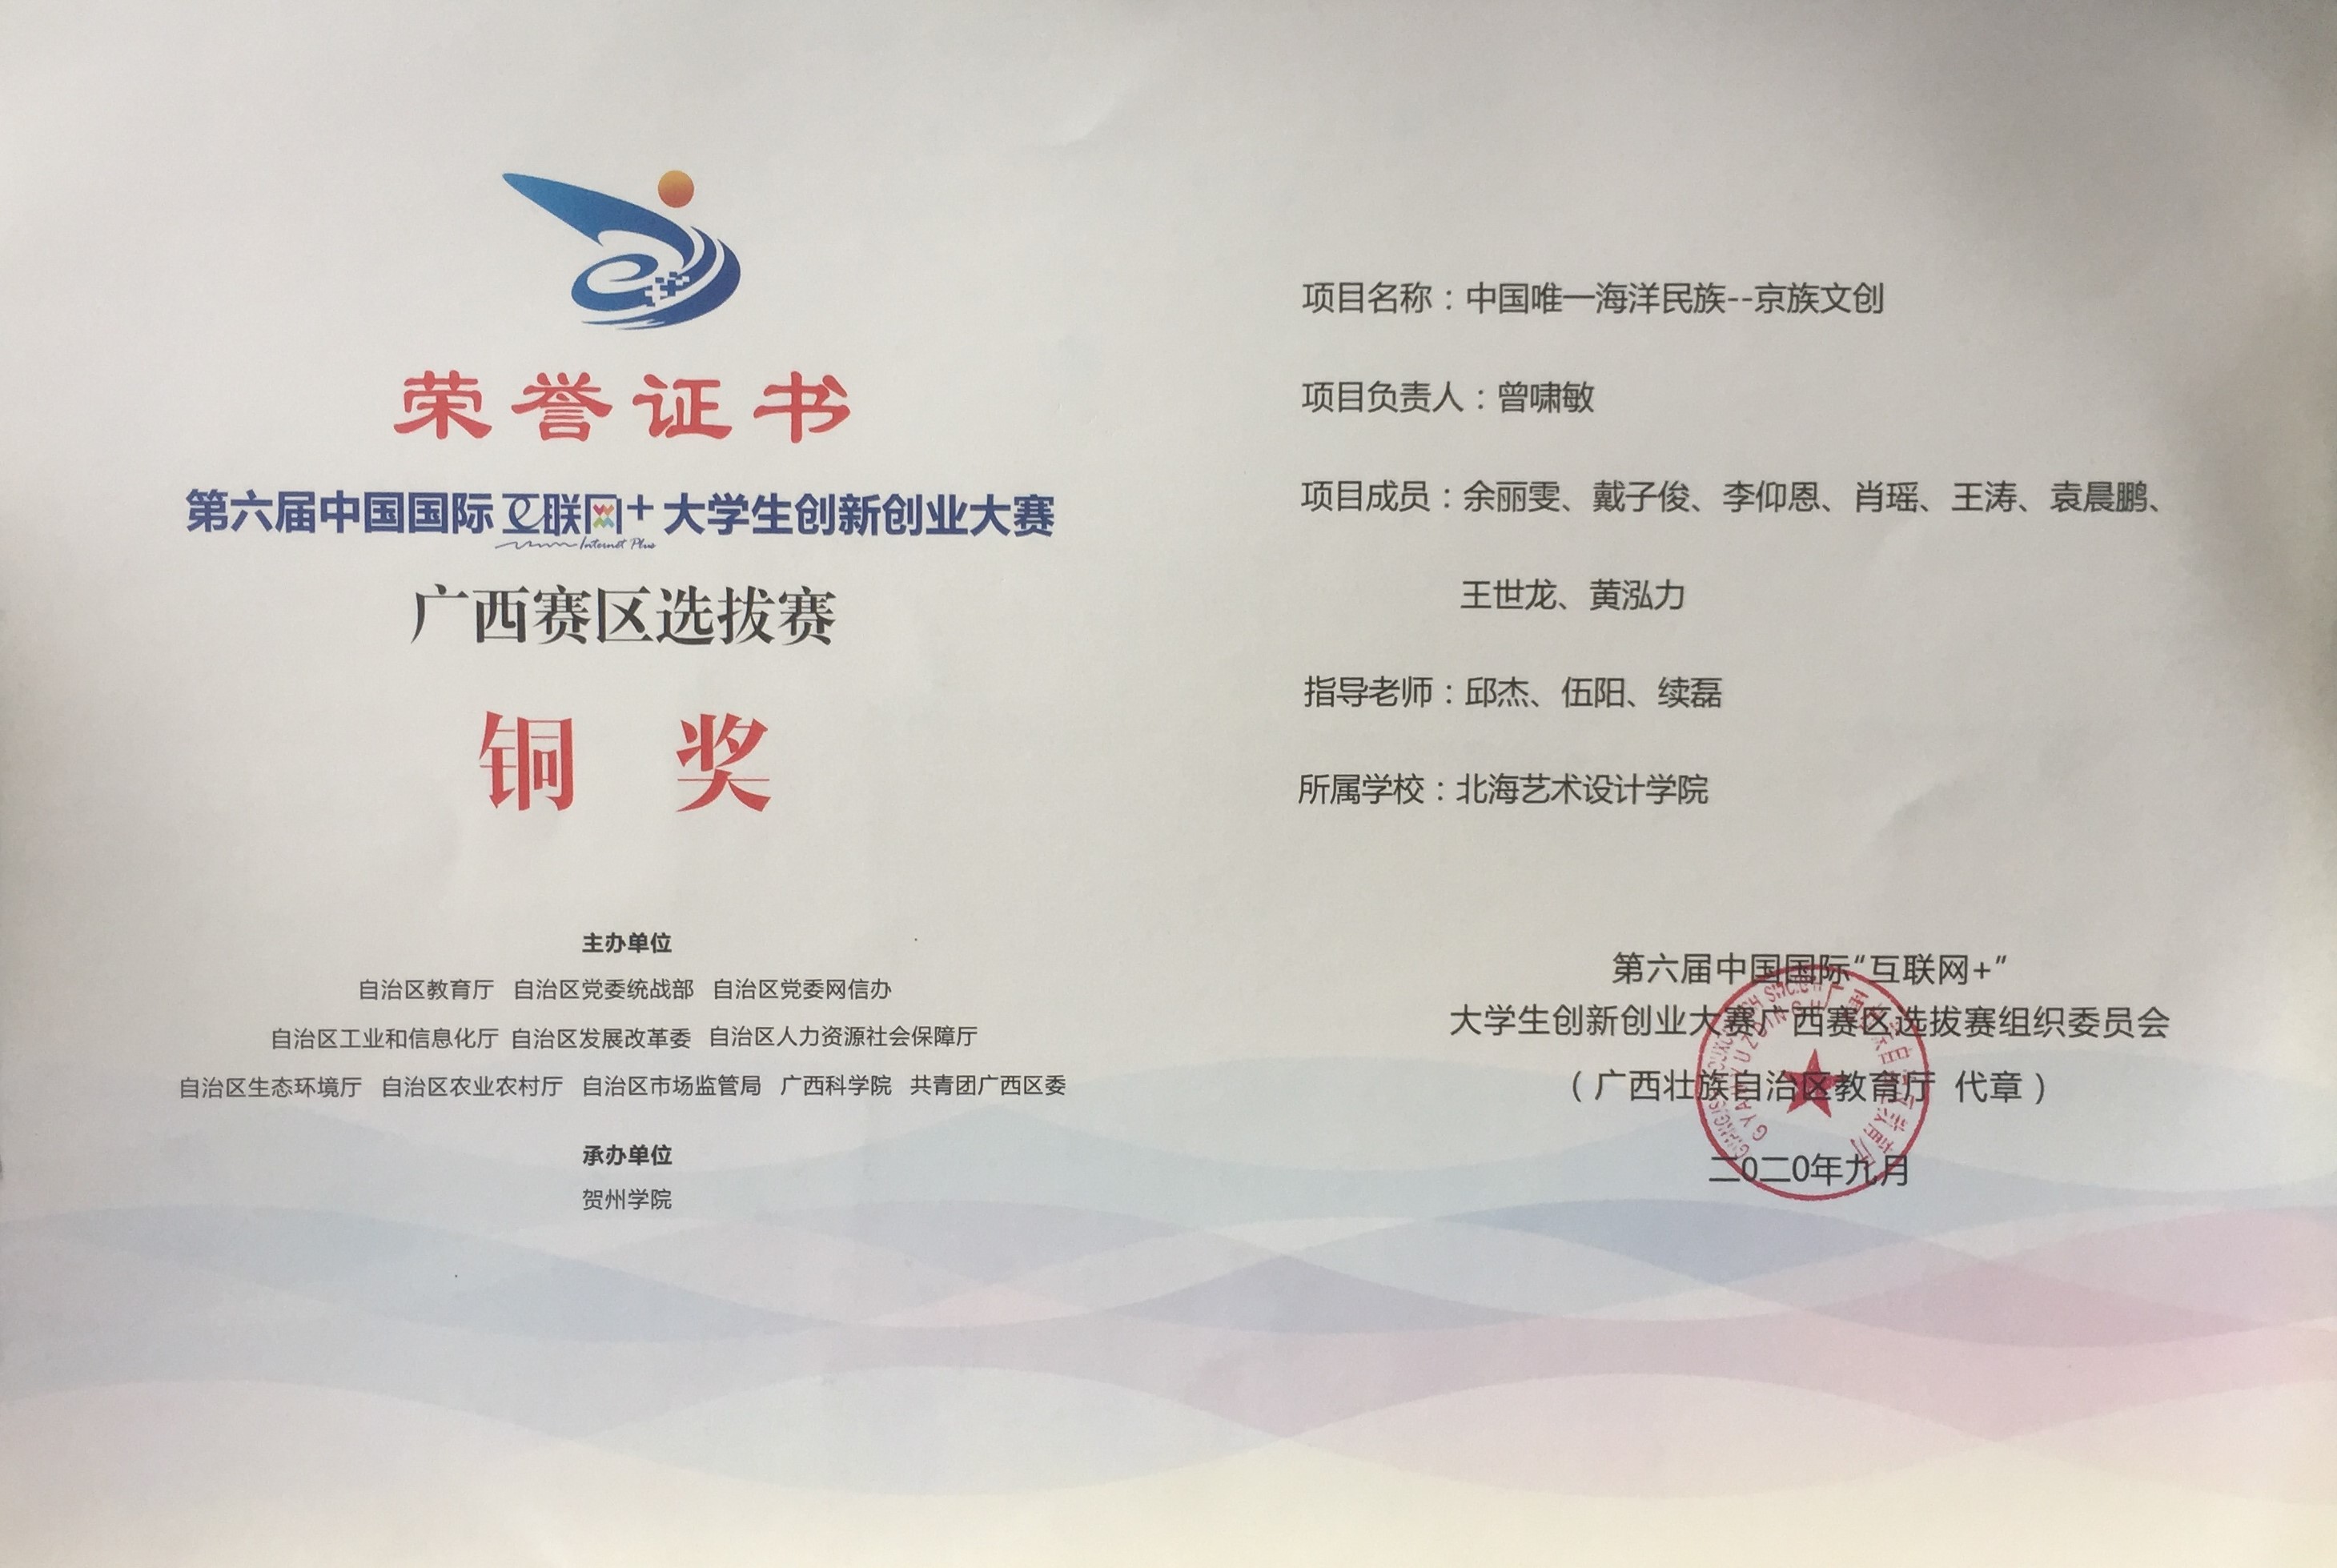 荣誉证书
第六届中国国际互联网+大学生创新创业大赛
Internet Plus
广西赛区选拔赛
铜 奖
主办单位
自治区教育厅 自治区党委统战部 自治区党委网信办
自治区工业和信息化厅 自治区发展改革委 自治区人力资源社会保障厅
自治区生态环境厅 自治区农业农村厅 自治区市场监管局 广西科学院 共青团广西区委
承办单位
贺州学院
项目名称：中国唯一海洋民族--京族文创
项目负责人：曾啸敏
项目成员：余丽雯、戴子俊、李仰恩、肖瑶、王涛、袁晨鹏、
王世龙、黄泓力
指导老师：邱杰、伍阳、续磊
所属学校：北海艺术设计学院
第六届中国国际“互联网+”
大学生创新创业大赛广西赛区选拔赛组织委员会
（广西壮族自治区教育厅 代章）
二0二0年九月